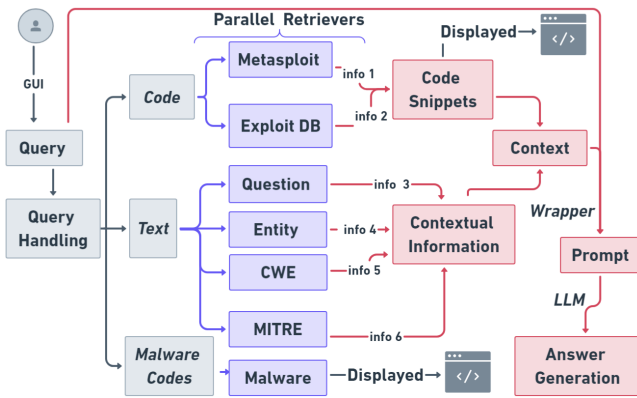 Parallel Retrievers
Displayed
</>
GUI
Metasploit
info 1
Code
Snippets
Code
Exploit DB
info 2
Query
Context
Question
info 3
Query
Handling
Text
Entity
info 4
Contextual
Information
Wrapper
CWE
info 5
Prompt
LLM
MITRE
info 6
Malware
Codes
Malware
Displayed
</>
Answer
Generation